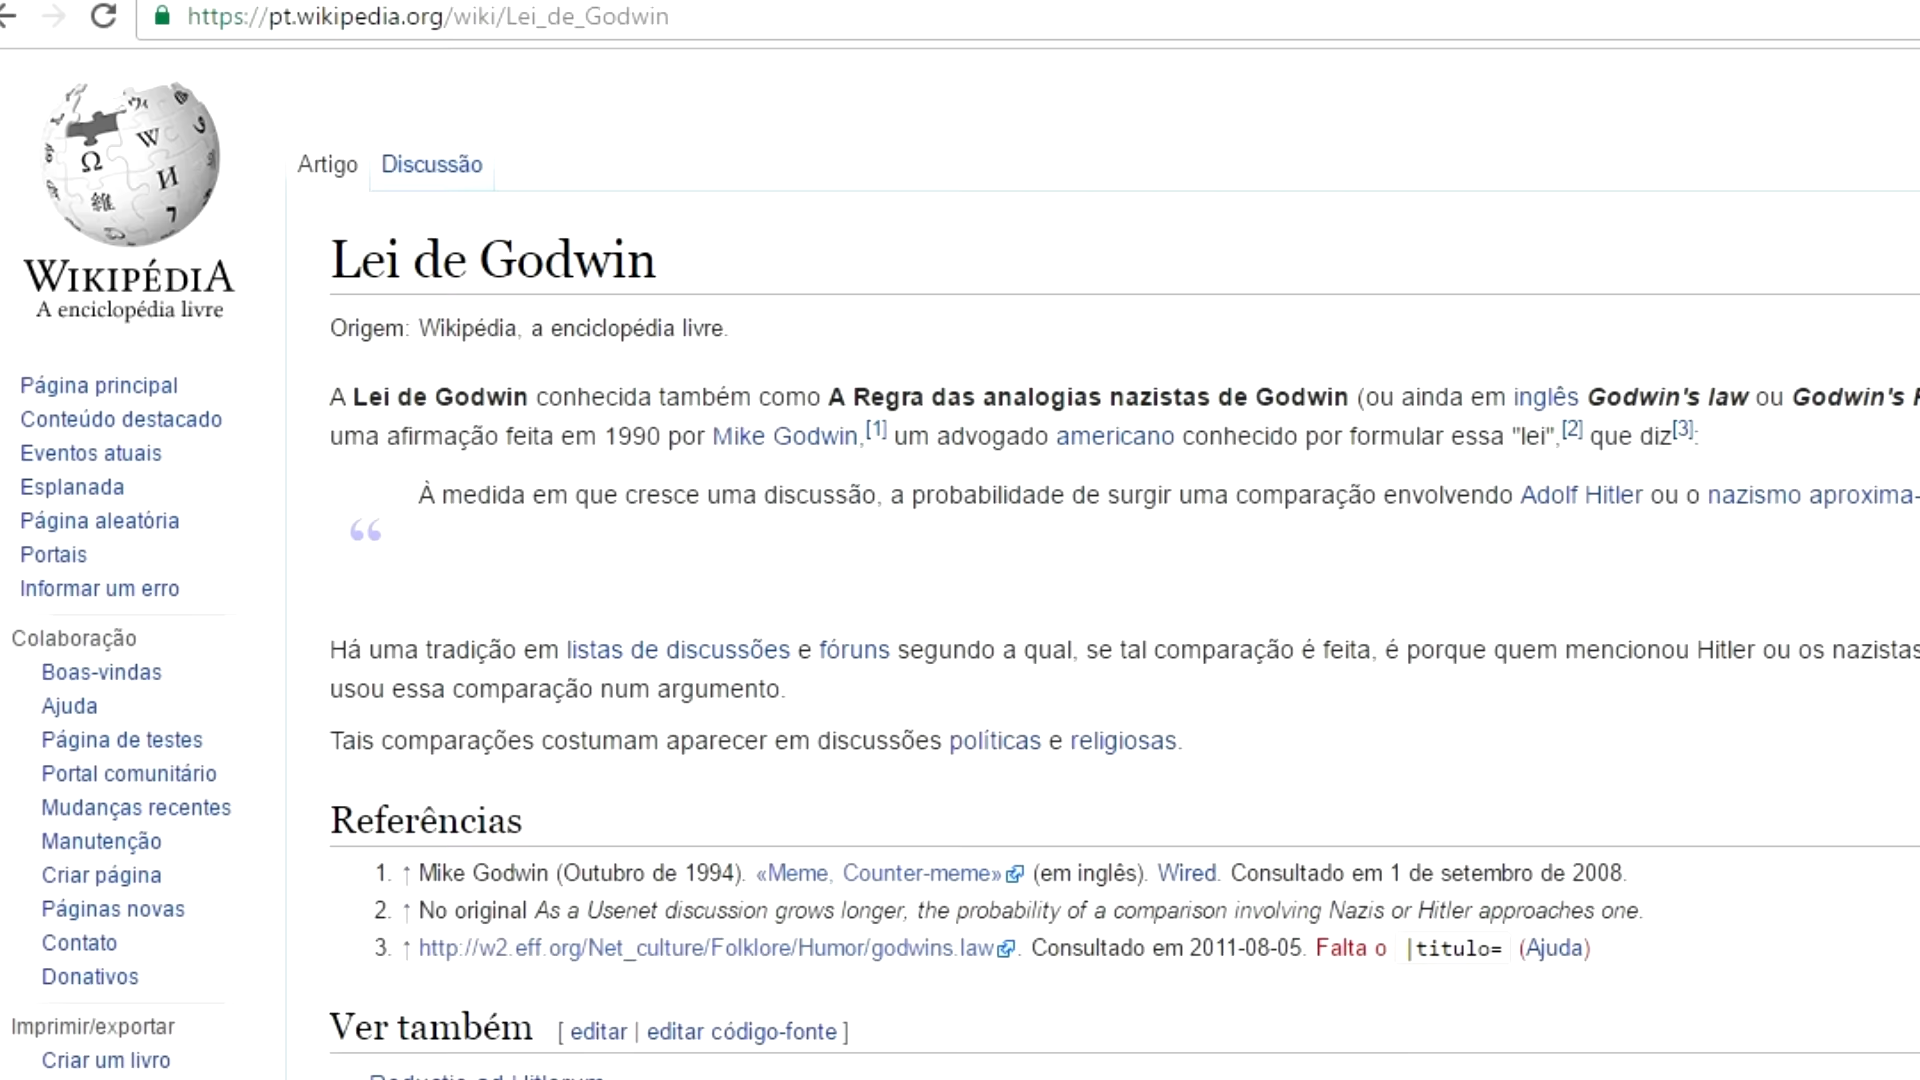 https://pt.wikipedia.org/wiki/Lei_de_Godwin
WIKIPÉDIA
A enciclopédia livre
Página principal
Conteúdo destacado
Eventos atuais
Esplanada
Página aleatória
Portais
Informar um erro
Colaboração
Boas-vindas
Ajuda
Página de testes
Portal comunitário
Mudanças recentes
Manutenção
Criar página
Páginas novas
Contato
Donativos
Imprimir/exportar
Criar um livro
Artigo Discussão
Lei de Godwin
Origem: Wikipédia, a enciclopédia livre.
A Lei de Godwin conhecida também como A Regra das analogias nazistas de Godwin (ou ainda em inglês Godwin's law ou Godwin's
uma afirmação feita em 1990 por Mike Godwin,[1] um advogado americano conhecido por formular essa "lei",[2] que diz[3]:
“ À medida em que cresce uma discussão, a probabilidade de surgir uma comparação envolvendo Adolf Hitler ou o nazismo aproxima-
Há uma tradição em listas de discussões e fóruns segundo a qual, se tal comparação é feita, é porque quem mencionou Hitler ou os nazistas
usou essa comparação num argumento.
Tais comparações costumam aparecer em discussões políticas e religiosas.
Referências
1. ↑ Mike Godwin (Outubro de 1994). «Meme, Counter-meme» (em inglês). Wired. Consultado em 1 de setembro de 2008.
2. ↑ No original As a Usenet discussion grows longer, the probability of a comparison involving Nazis or Hitler approaches one.
3. ↑ http://w2.eff.org/Net_culture/Folklore/Humor/godwins.law. Consultado em 2011-08-05. Falta o |titulo= (Ajuda)
Ver também [ editar | editar código-fonte ]
Reductio ad Hitlerum